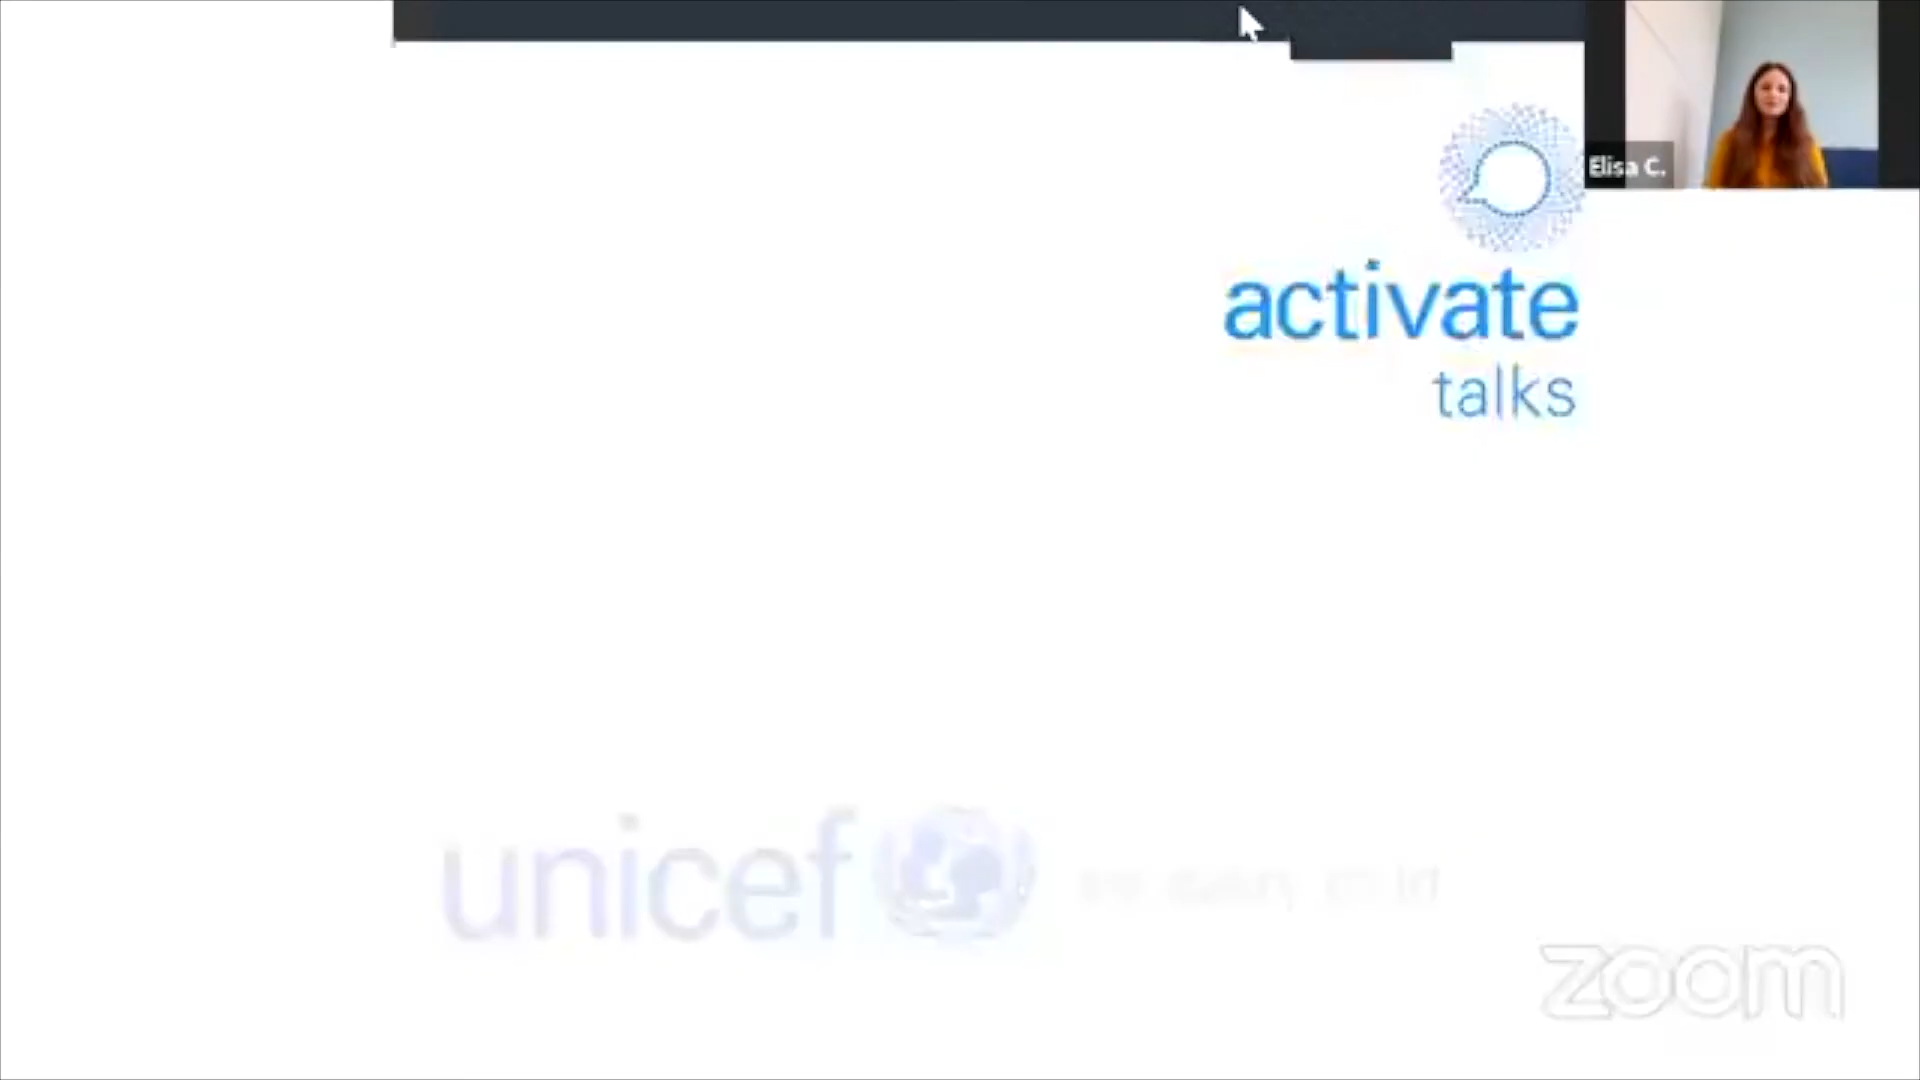 Elisa C.
activate
talks
unicef
zoom